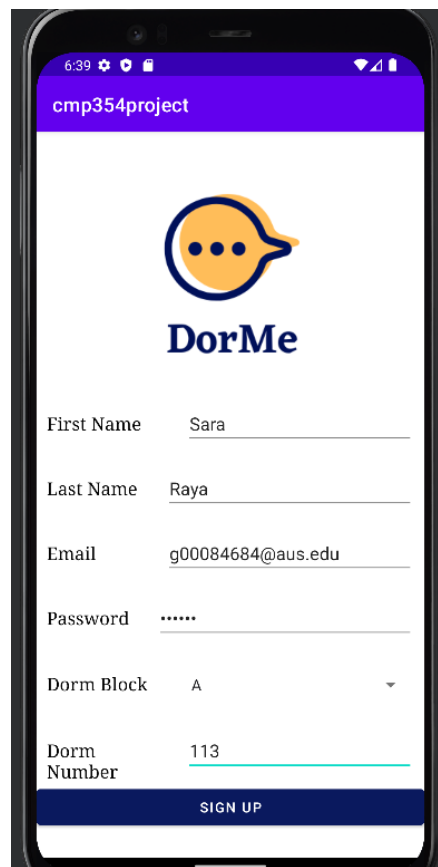 6:39
cmp354project
DorMe
First Name Sara
Last Name Raya
Email g00084684@aus.edu
Password ••••••
Dorm Block A
Dorm 113
Number
SIGN UP